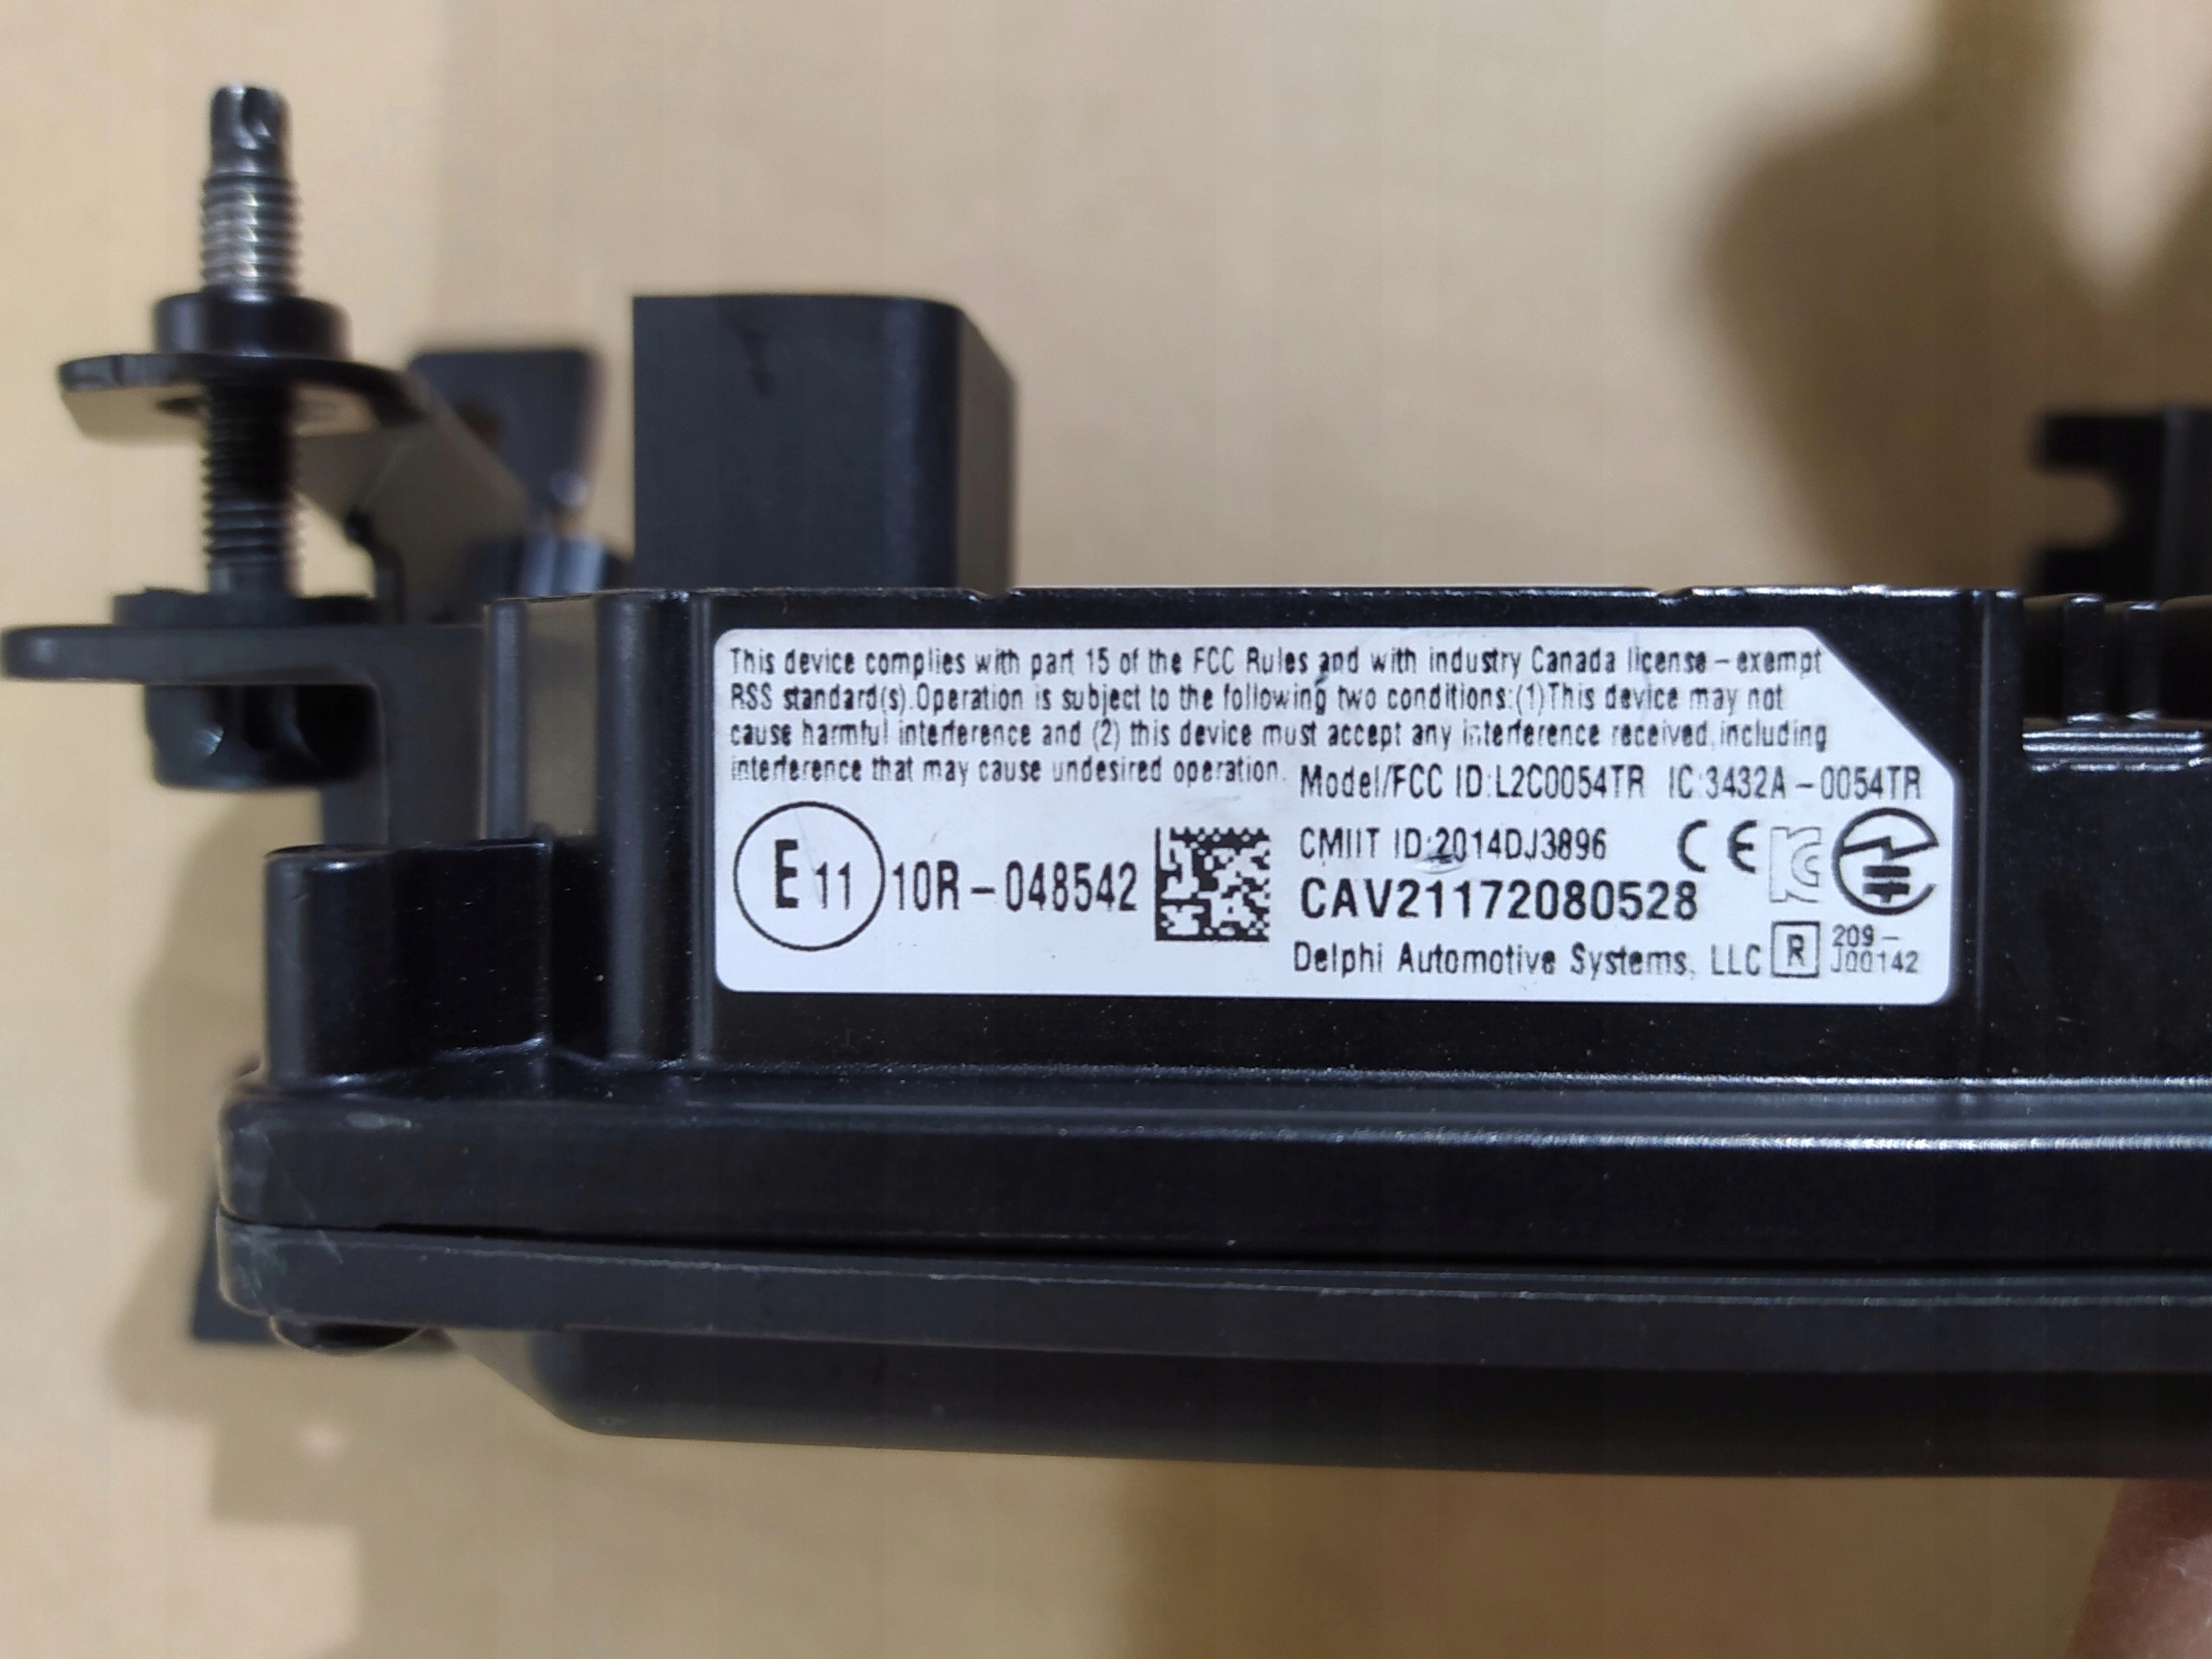 This device complies with part 15 of the FCC Rules and with industry Canada license-exempt
RSS standard(s).Operation is subject to the following two conditions:(1)This device may not
cause harmful interference and (2) this device must accept any interference received,including
interference that may cause undesired operation.
Model/FCC ID:L2C0054TR IC:3432A-0054TR
E11 10R-048542
CMIIT ID:2014DJ3896
CE
KC
CAV21172080528
Delphi Automotive Systems, LLC
R 209-
J00142